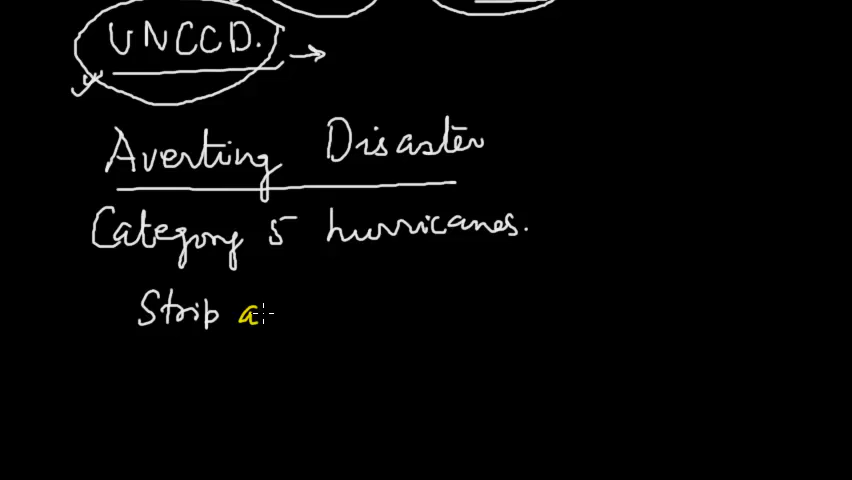 UNCCD. →
Averting Disaster
Category 5 hurricanes.
Strip a